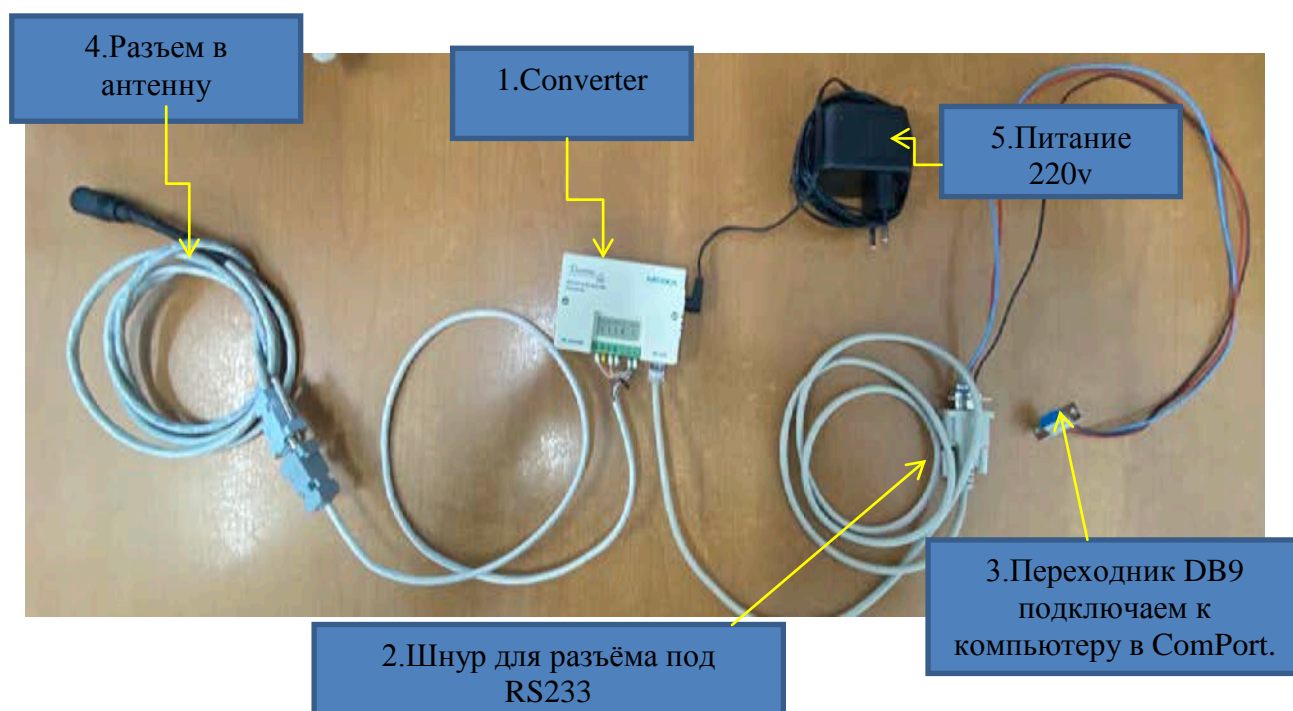 4.Разъем в
антенну
1.Converter
5.Питание
220v
3.Переходник DB9
подключаем к
компьютеру в ComPort.
2.Шнур для разъёма под
RS233